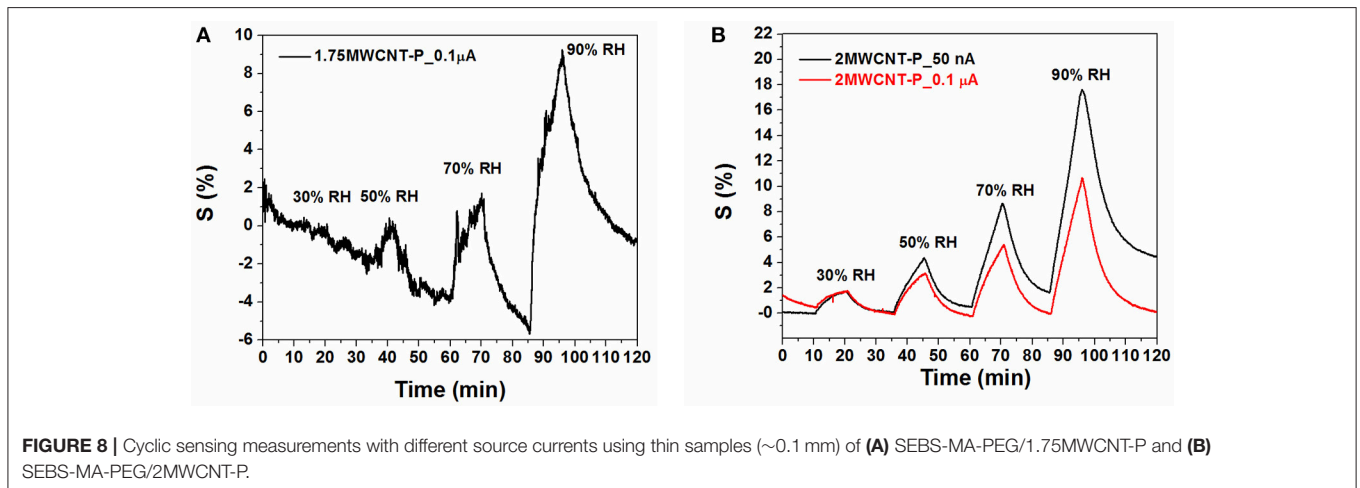 A
1.75MWCNT-P_0.1µA
90% RH
70% RH
30% RH 50% RH
S (%)
10
8
6
4
2
0
-2
-4
-6
0 10 20 30 40 50 60 70 80 90 100 110 120
Time (min)
B
2MWCNT-P_50 nA
2MWCNT-P_0.1 µA
90% RH
70% RH
50% RH
30% RH
S (%)
22
20
18
16
14
12
10
8
6
4
2
-0
0 10 20 30 40 50 60 70 80 90 100 110 120
Time (min)
FIGURE 8 | Cyclic sensing measurements with different source currents using thin samples (~0.1 mm) of (A) SEBS-MA-PEG/1.75MWCNT-P and (B)
SEBS-MA-PEG/2MWCNT-P.